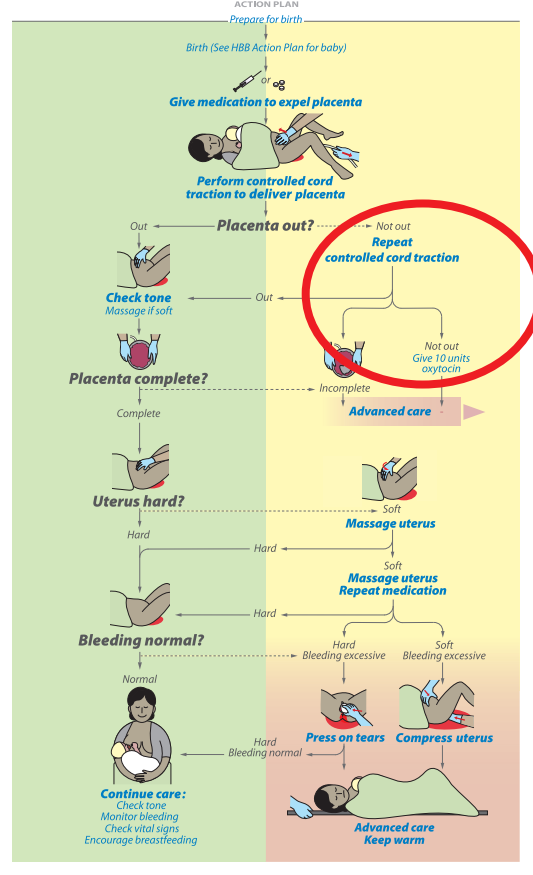 ACTION PLAN
Prepare for birth
Birth (See HBB Action Plan for baby)
or
Give medication to expel placenta
Perform controlled cord
traction to deliver placenta
Out
Placenta out?
Not out
Repeat
controlled cord traction
Check tone
Massage if soft
Out
Not out
Give 10 units
oxytocin
Placenta complete?
Incomplete
Complete
Advanced care
Uterus hard?
Soft
Massage uterus
Hard
Hard
Soft
Massage uterus
Repeat medication
Hard
Bleeding normal?
Hard
Bleeding excessive
Soft
Bleeding excessive
Normal
Press on tears
Compress uterus
Hard
Bleeding normal
Continue care:
Check tone
Monitor bleeding
Check vital signs
Encourage breastfeeding
Advanced care
Keep warm